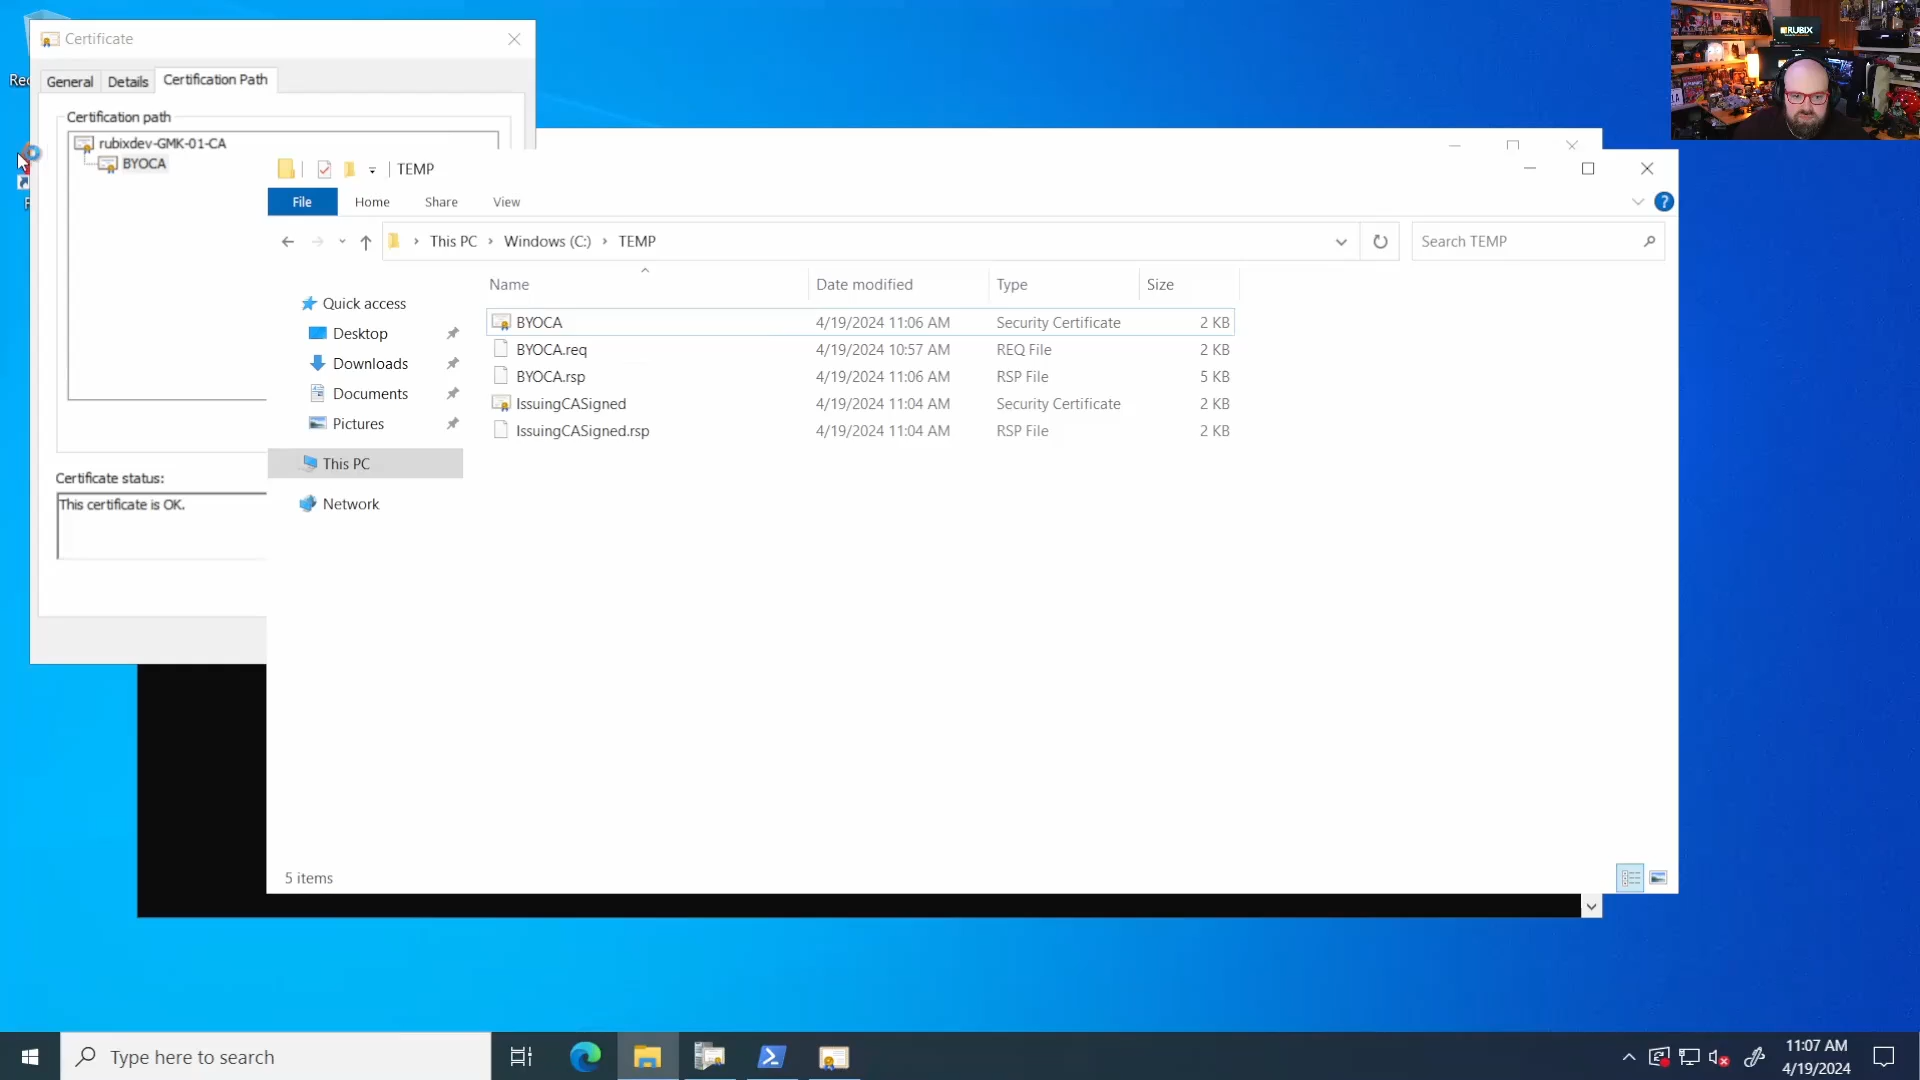 Certificate
General Details Certification Path
Certification path
rubixdev-GMK-01-CA
BYOCA
Certificate status:
This certificate is OK.
TEMP
File Home Share View
This PC › Windows (C:) › TEMP
Search TEMP
Quick access
Desktop
Downloads
Documents
Pictures
This PC
Network
Name Date modified Type Size
BYOCA 4/19/2024 11:06 AM Security Certificate 2 KB
BYOCA.req 4/19/2024 10:57 AM REQ File 2 KB
BYOCA.rsp 4/19/2024 11:06 AM RSP File 5 KB
IssuingCASigned 4/19/2024 11:04 AM Security Certificate 2 KB
IssuingCASigned.rsp 4/19/2024 11:04 AM RSP File 2 KB
5 items
RUBIX
Type here to search
11:07 AM
4/19/2024